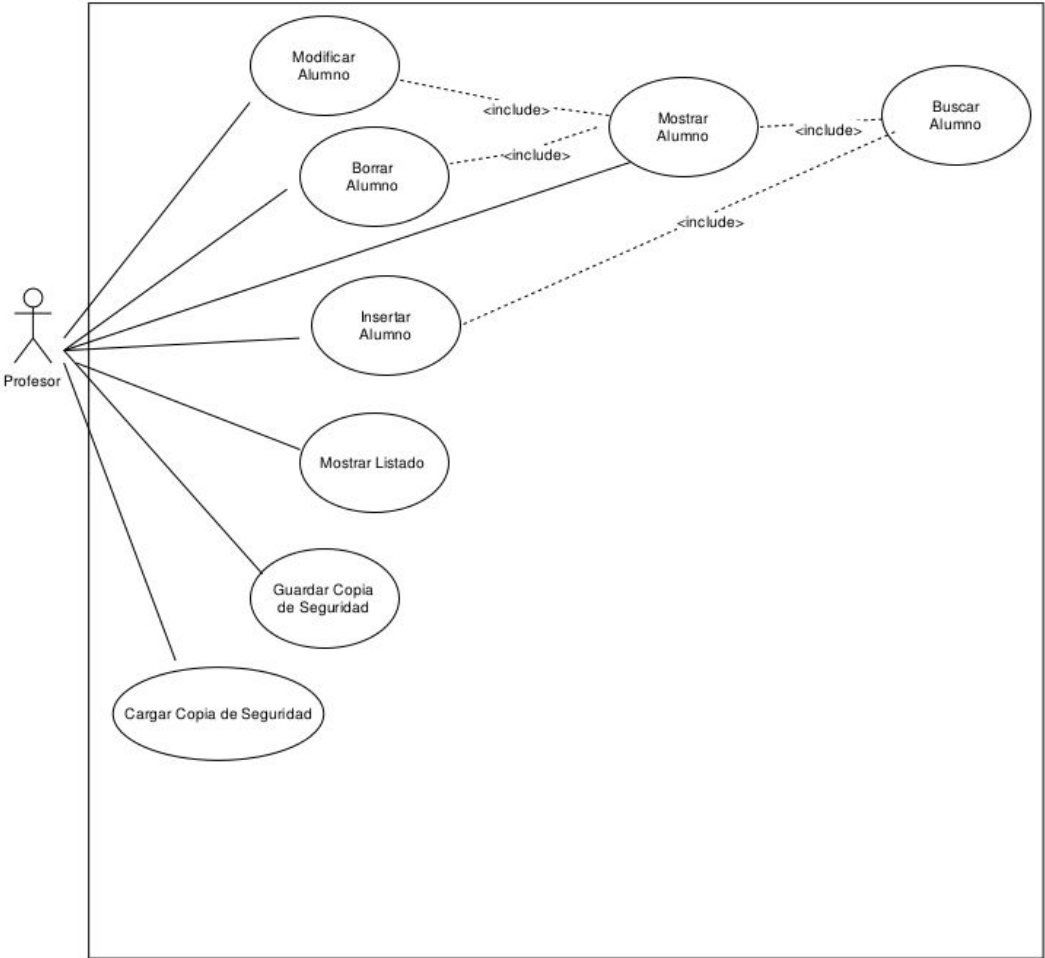 Modificar
Alumno
<include>
Mostrar
Alumno
<include>
Buscar
Alumno
Borrar
Alumno
<include>
<include>
Insertar
Alumno
Profesor
Mostrar Listado
Guardar Copia
de Seguridad
Cargar Copia de Seguridad